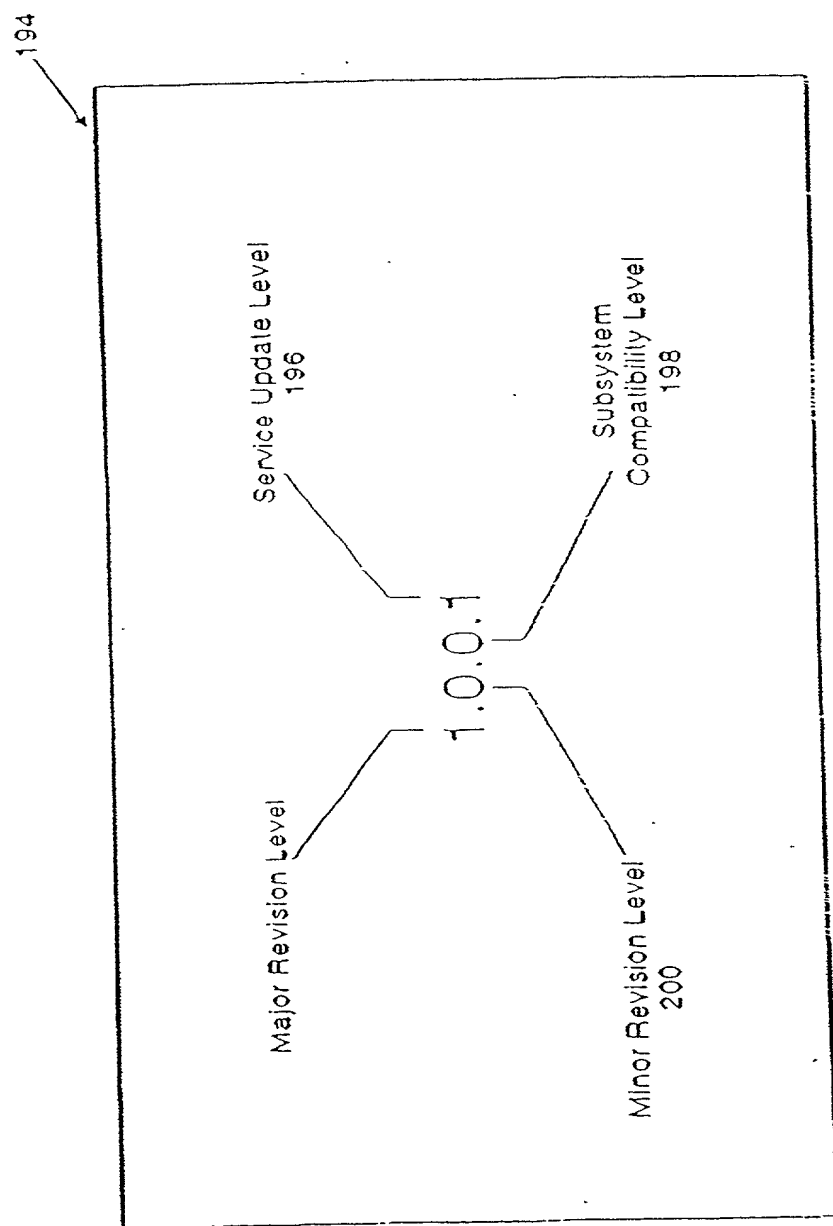 194
Major Revision Level
Service Update Level
196
1.0.0.1
Minor Revision Level
200
Subsystem
Compatibility Level
198